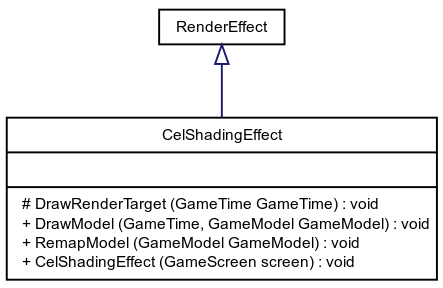 RenderEffect
CelShadingEffect
# DrawRenderTarget (GameTime GameTime) : void
+ DrawModel (GameTime, GameModel GameModel) : void
+ RemapModel (GameModel GameModel) : void
+ CelShadingEffect (GameScreen screen) : void